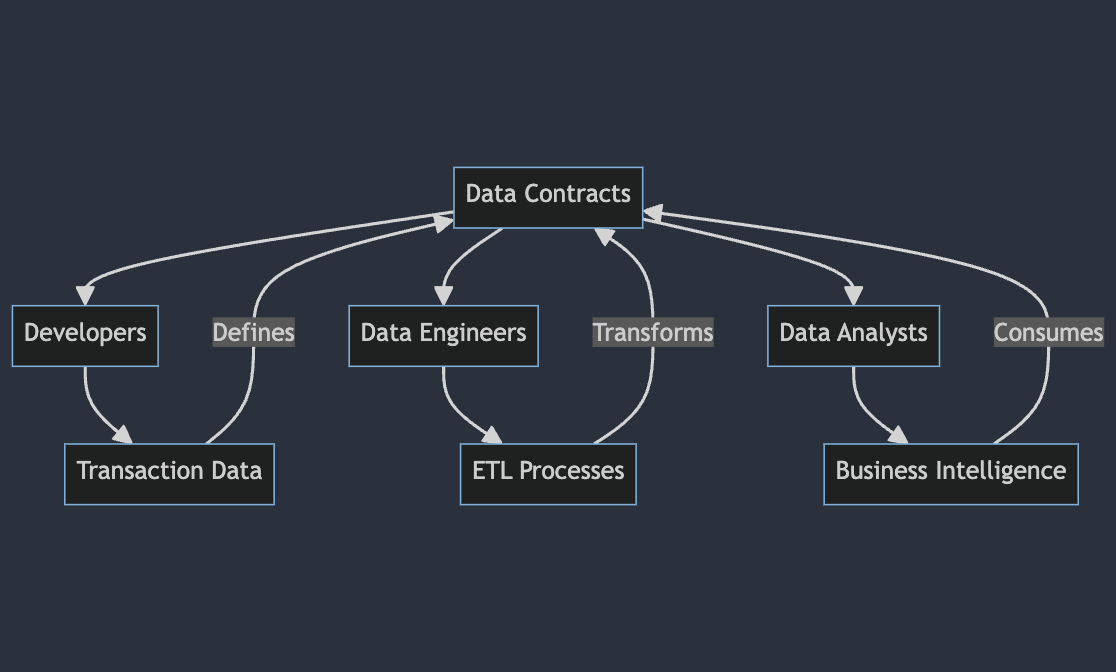 Data Contracts
Developers
Defines
Data Engineers
Transforms
Data Analysts
Consumes
Transaction Data
ETL Processes
Business Intelligence